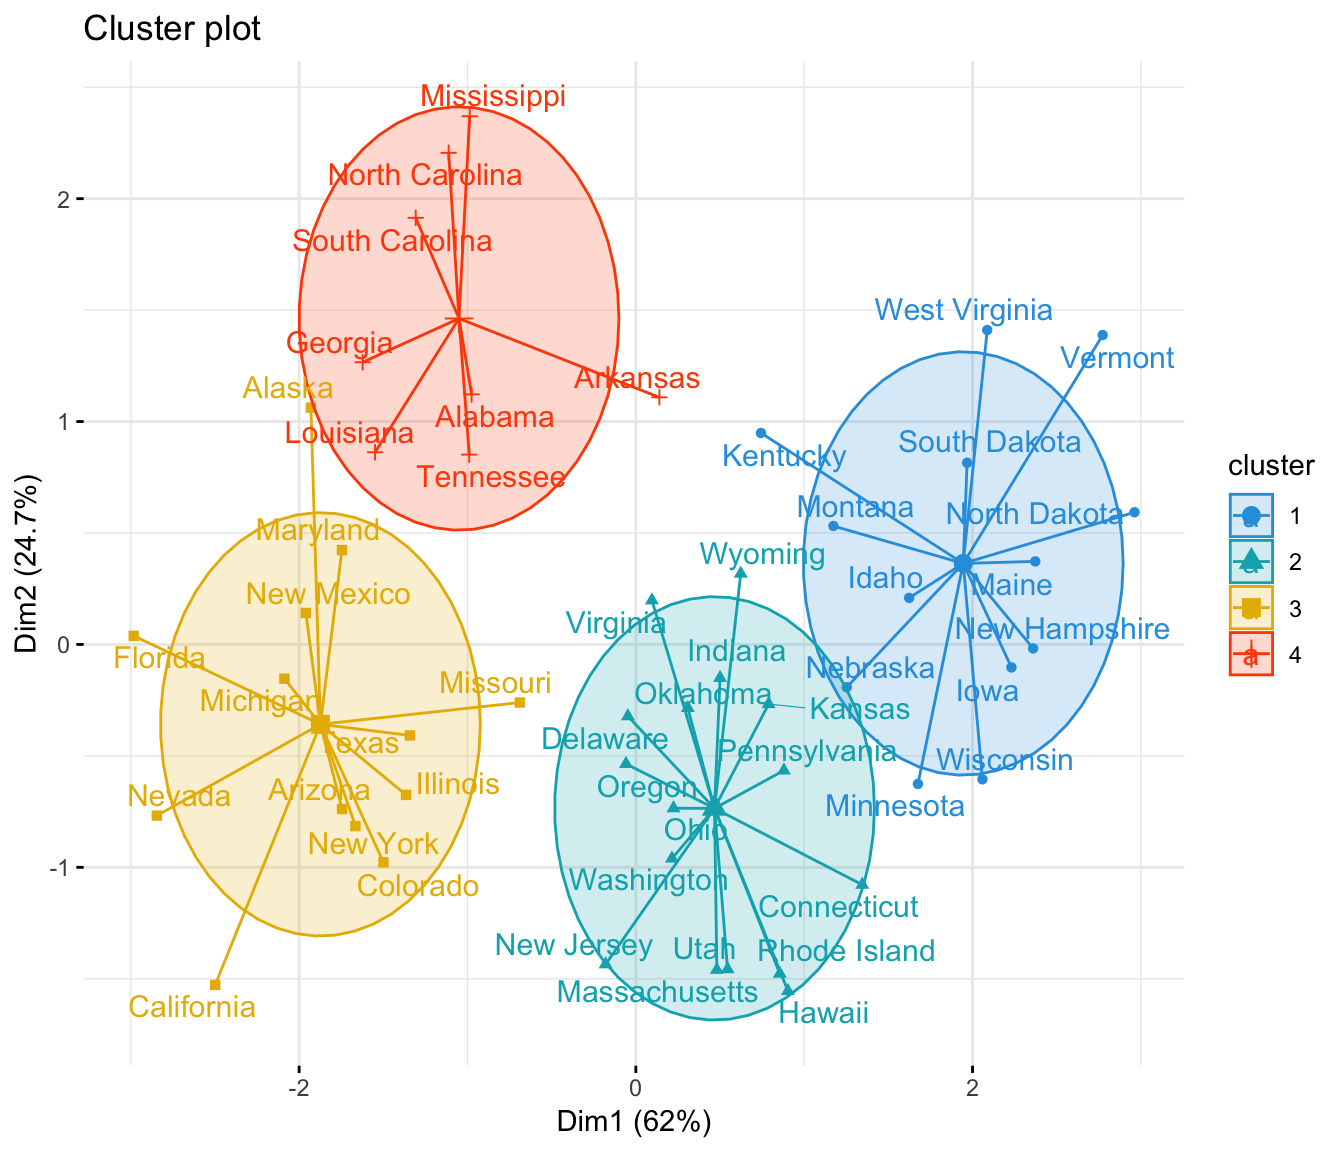 Cluster plot
Mississippi
North Carolina
South Carolina
Georgia
Alaska
Arkansas
Alabama
Louisiana
Tennessee
West Virginia
Vermont
South Dakota
Kentucky
Montana
North Dakota
Idaho
Maine
New Hampshire
Nebraska
Iowa
Wisconsin
Minnesota
Maryland
New Mexico
Florida
Michigan
Missouri
Texas
Nevada
Arizona
Illinois
New York
Colorado
California
Wyoming
Virginia
Indiana
Oklahoma
Kansas
Delaware
Pennsylvania
Oregon
Ohio
Washington
Connecticut
New Jersey
Utah
Rhode Island
Massachusetts
Hawaii
2
1
0
-1
Dim2 (24.7%)
-2
0
2
Dim1 (62%)
cluster
a 1
a 2
a 3
a 4